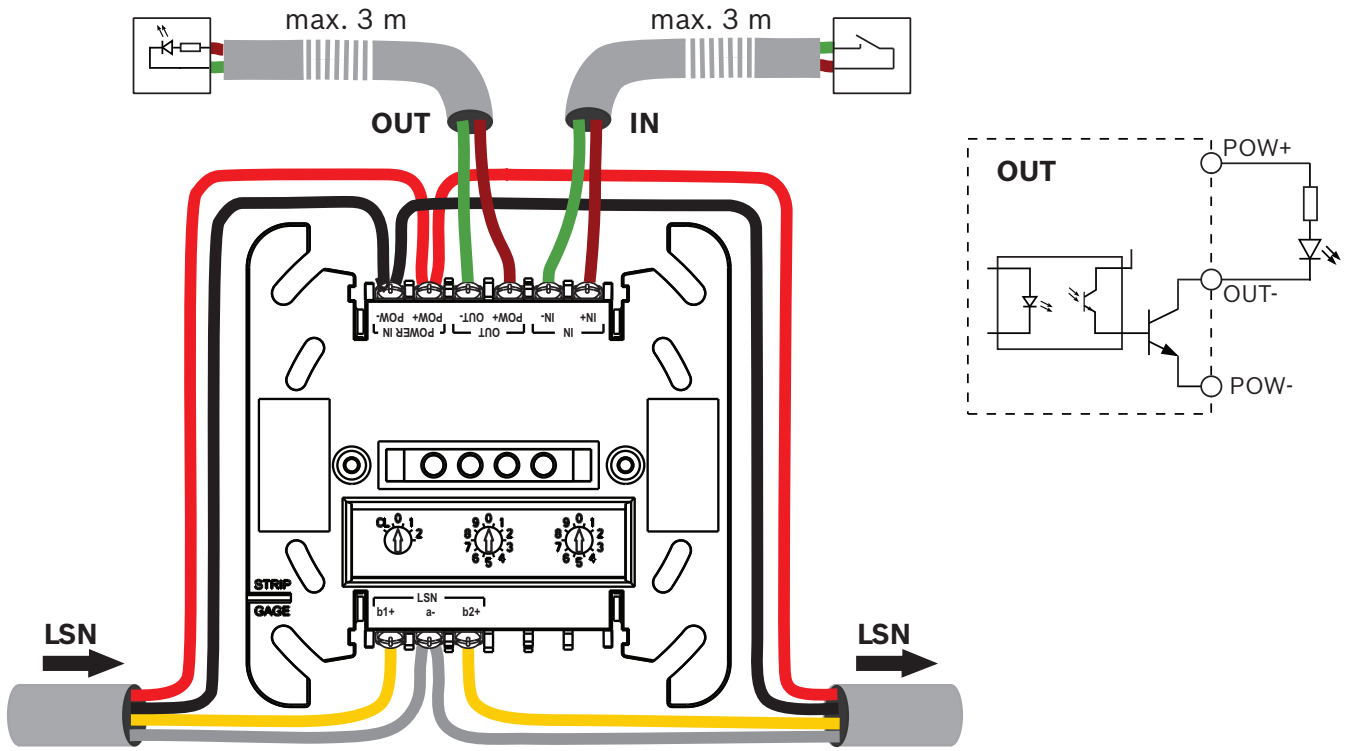 max. 3 m
max. 3 m
OUT
IN
POW- POW+ OUT- POW+ IN- IN+
POWER IN OUT IN
OUT
POW+
OUT-
POW-
CL 0 1 2
0 1 2 3 4 5 6 7 8 9
0 1 2 3 4 5 6 7 8 9
STRIP
GAGE
LSN
b1+ a- b2+
LSN
LSN